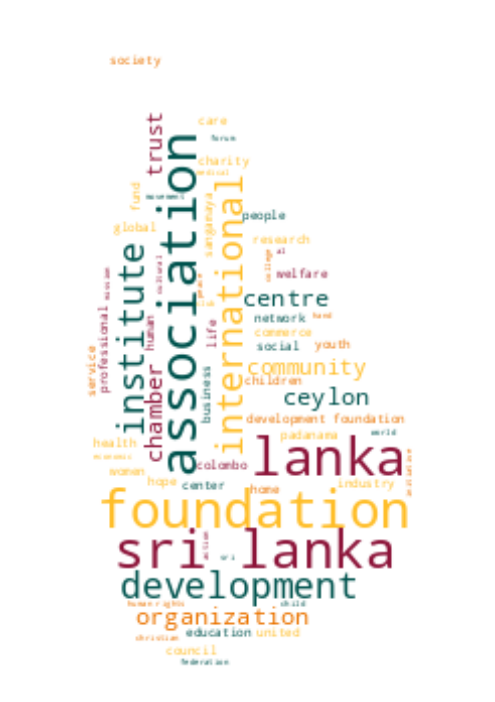 society
care
forum
trust
association
charity
medical
fund
sangamaya
international
people
global
research
institute
cultural
college
al
welfare
mission
centre
professional
human
life
network
hand
commerce
social
youth
service
chamber
business
community
children
ceylon
development foundation
padanama
world
health
economic
lanka
colombo
women
hope
center
home
industry
foundation
sri lanka
action
sri
development
human rights
child
organization
education
united
christian
council
federation